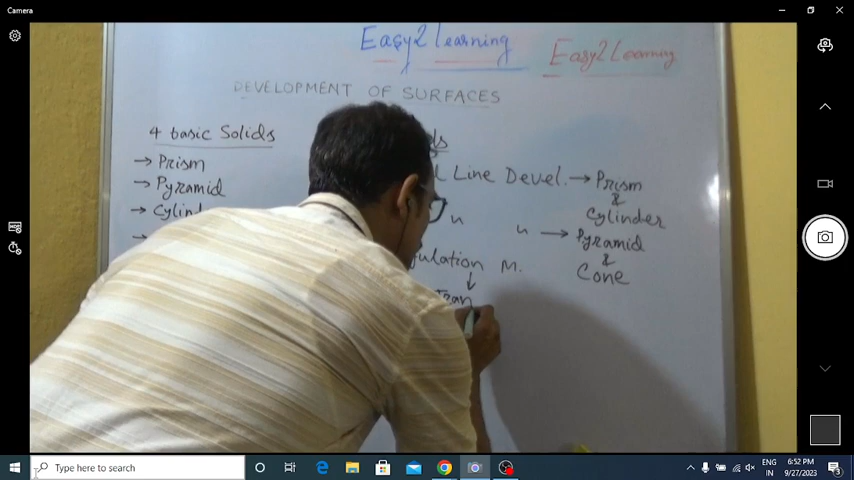 Camera
Easy2Learning
Easy2Learning
DEVELOPMENT OF SURFACES
4 basic Solids
→ Prism
→ Pyramid
→
Line Devel. → Prism
&
Cylinder
" " → Pyramid
&
Cone
M.
↓
Type here to search
ENG
IN
6:52 PM
9/27/2023
3